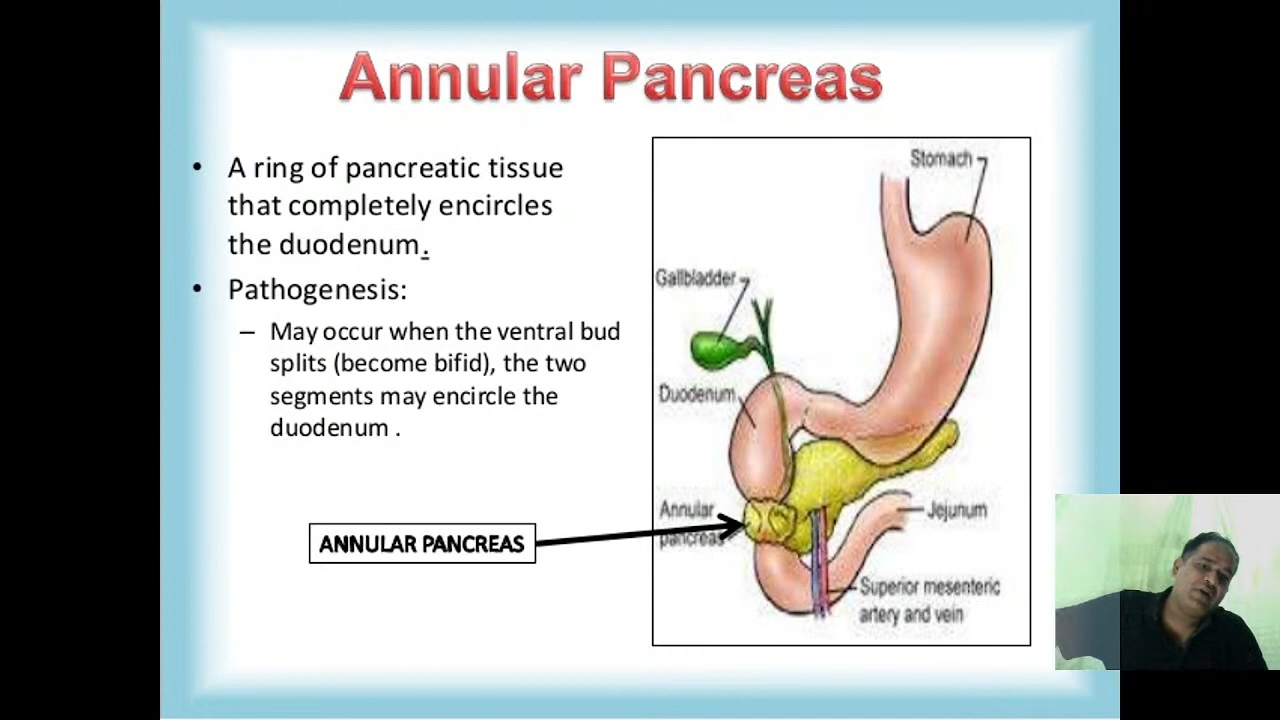 Annular Pancreas
• A ring of pancreatic tissue
that completely encircles
the duodenum.
• Pathogenesis:
– May occur when the ventral bud
splits (become bifid), the two
segments may encircle the
duodenum .
ANNULAR PANCREAS
Stomach
Gallbladder
Duodenum
Annular
pancreas
Jejunum
Superior mesenteric
artery and vein